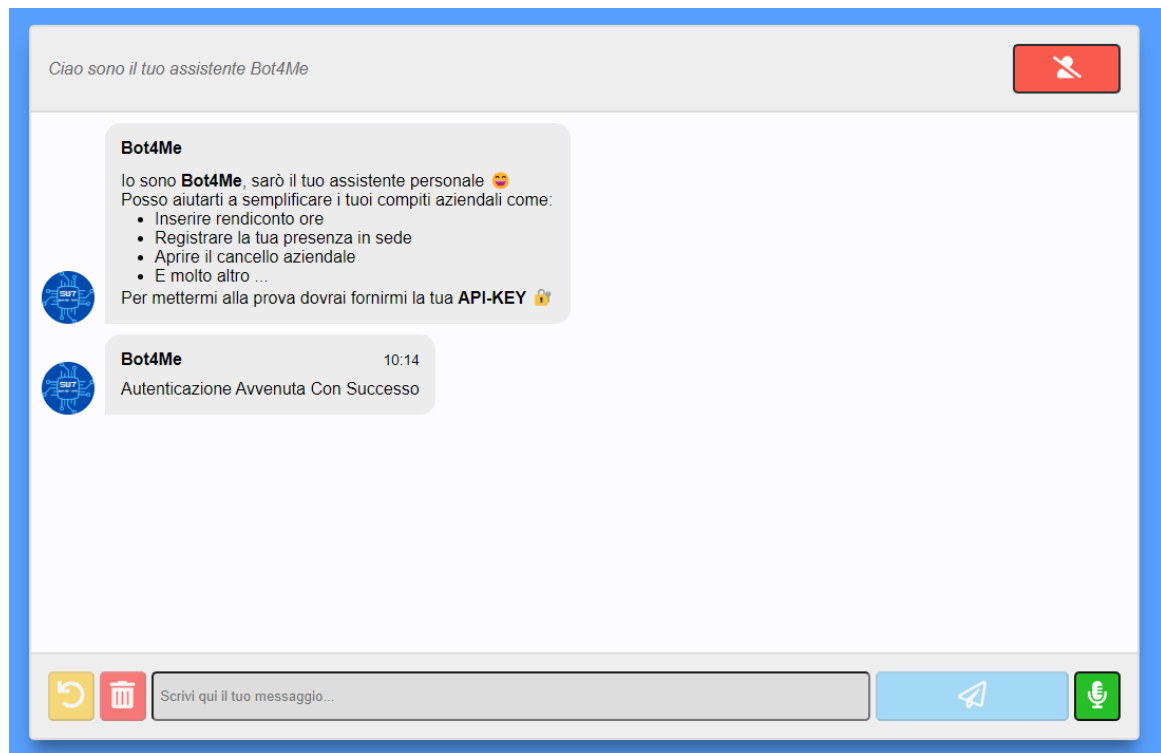 Ciao sono il tuo assistente Bot4Me
Bot4Me
Io sono Bot4Me, sarò il tuo assistente personale 😄
Posso aiutarti a semplificare i tuoi compiti aziendali come:
• Inserire rendiconto ore
• Registrare la tua presenza in sede
• Aprire il cancello aziendale
• E molto altro ...
Per mettermi alla prova dovrai fornirmi la tua API-KEY 🔐
Bot4Me 10:14
Autenticazione Avvenuta Con Successo
Scrivi qui il tuo messaggio...